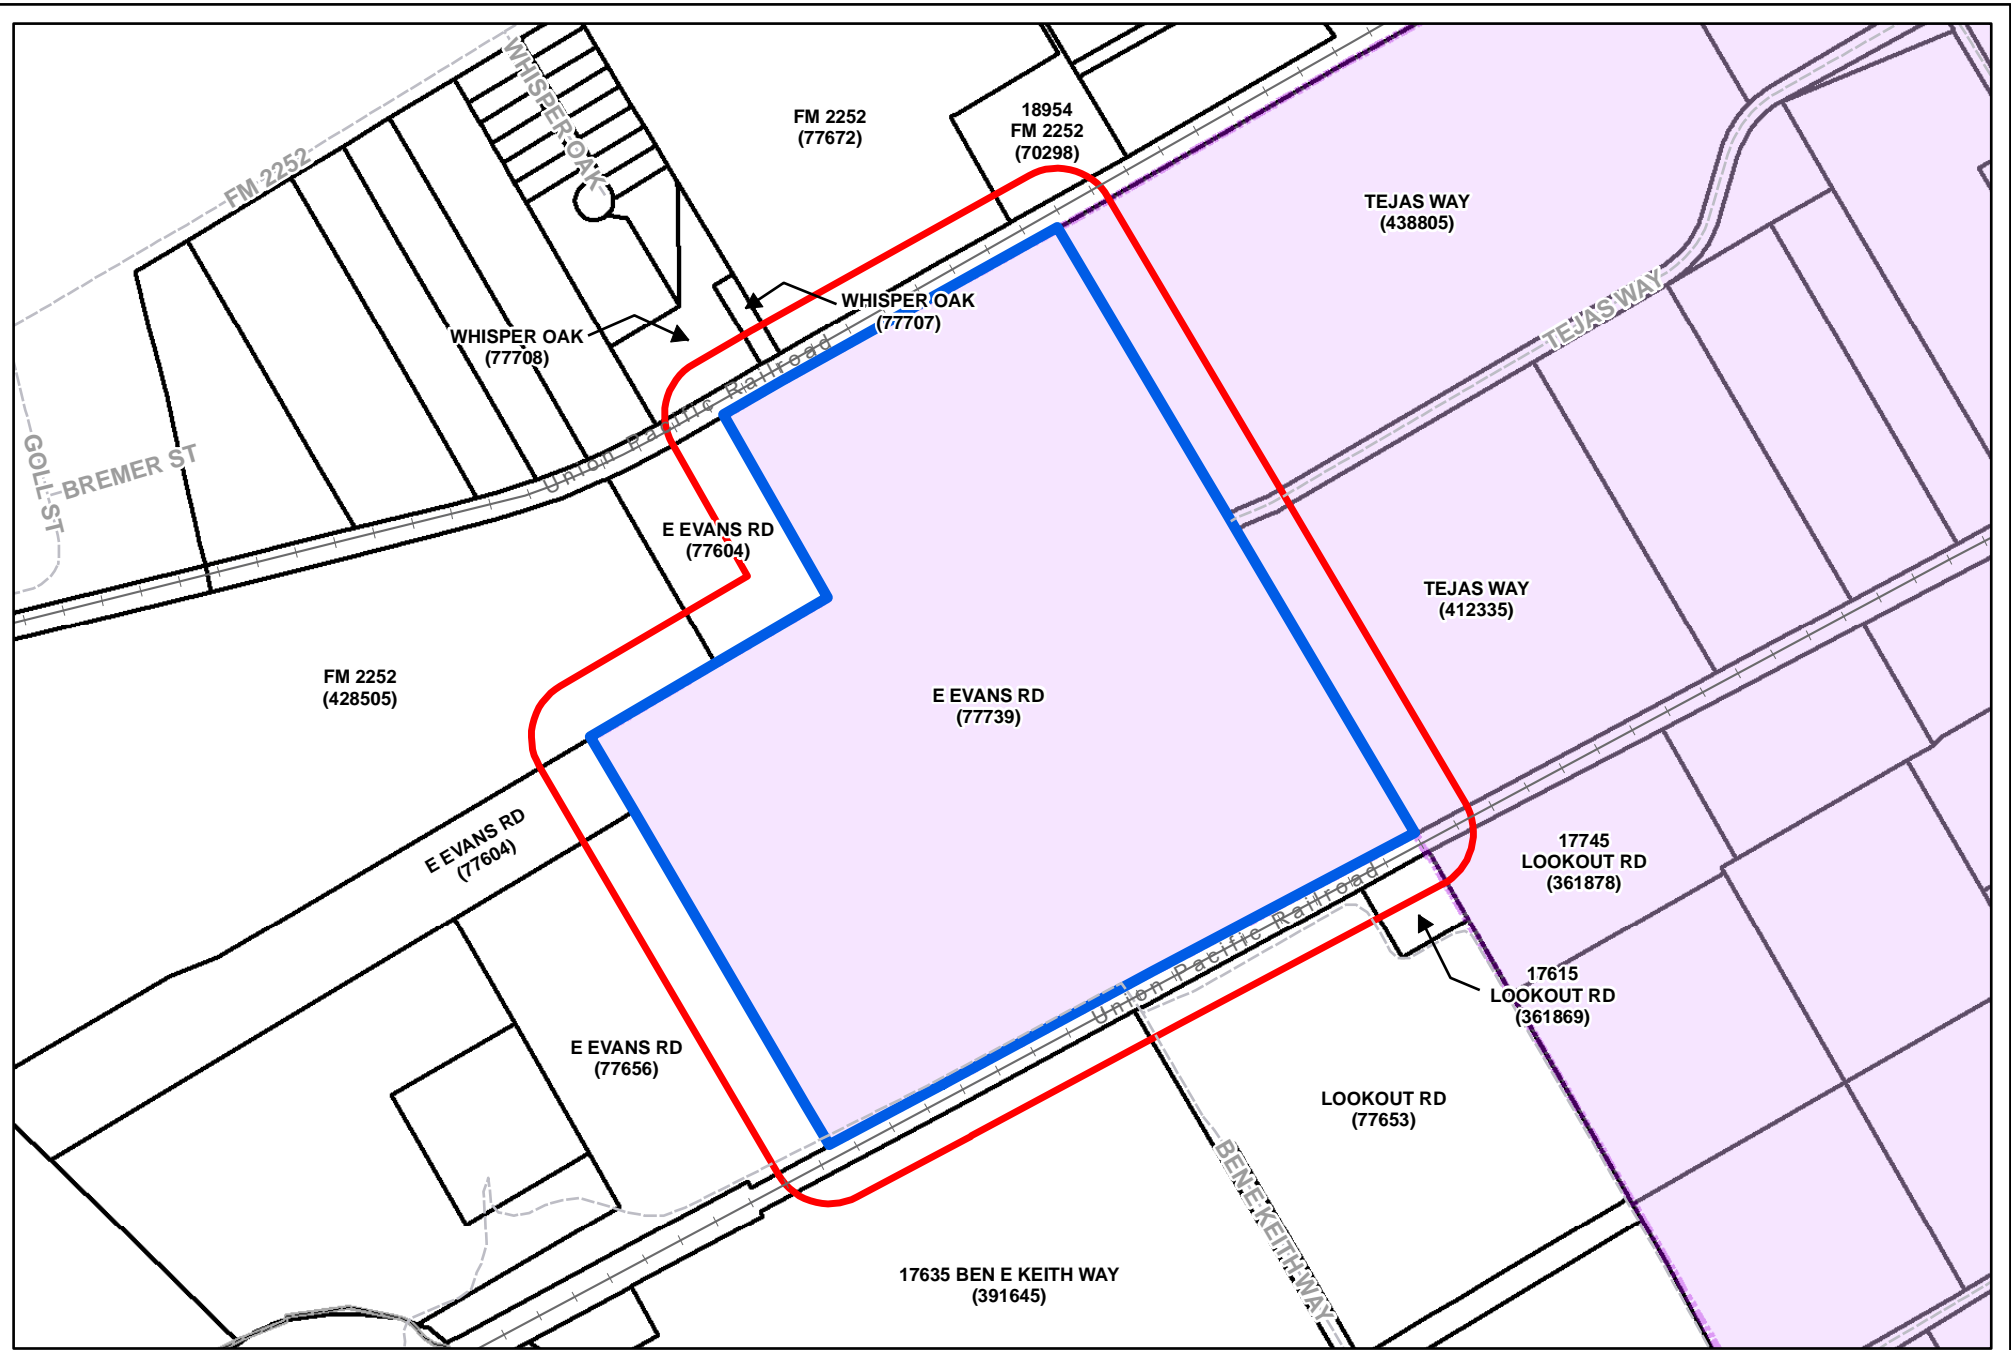 WHISPER OAK
FM 2252
(77672)
18954
FM 2252
(70298)
FM 2252
TEJAS WAY
(438805)
WHISPER OAK
(77707)
WHISPER OAK
(77708)
TEJAS WAY
Union Pacific Railroad
GOLL ST
BREMER ST
E EVANS RD
(77604)
TEJAS WAY
(412335)
FM 2252
(428505)
E EVANS RD
(77739)
E EVANS RD
(77604)
17745
LOOKOUT RD
(361878)
Union Pacific Railroad
17615
LOOKOUT RD
(361869)
E EVANS RD
(77656)
LOOKOUT RD
(77653)
BEN E KEITH WAY
17635 BEN E KEITH WAY
(391645)